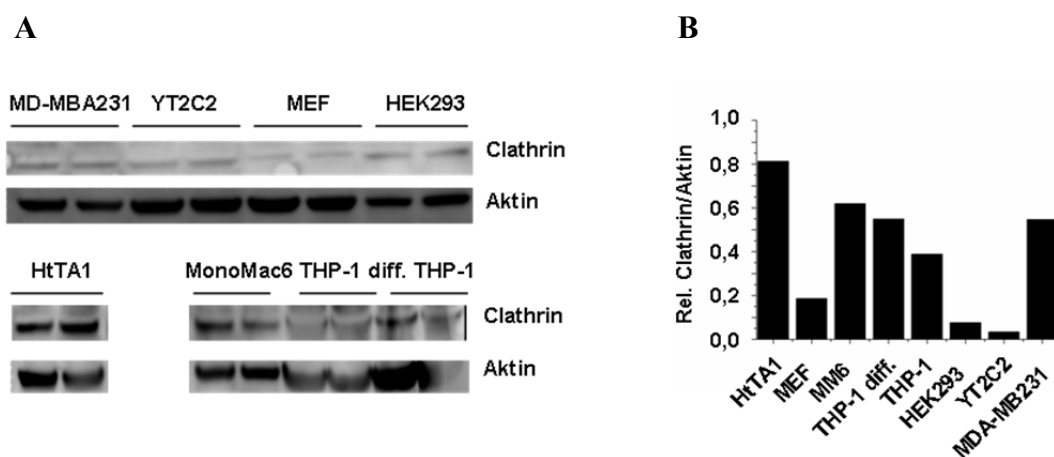 A
B
MD-MBA231 YT2C2 MEF HEK293
Clathrin
Aktin
HtTA1 MonoMac6 THP-1 diff. THP-1
Clathrin
Aktin
Rel. Clathrin/Aktin
1,0
0,8
0,6
0,4
0,2
0,0
HtTA1
MEF
MM6
THP-1 diff.
THP-1
HEK293
YT2C2
MDA-MB231